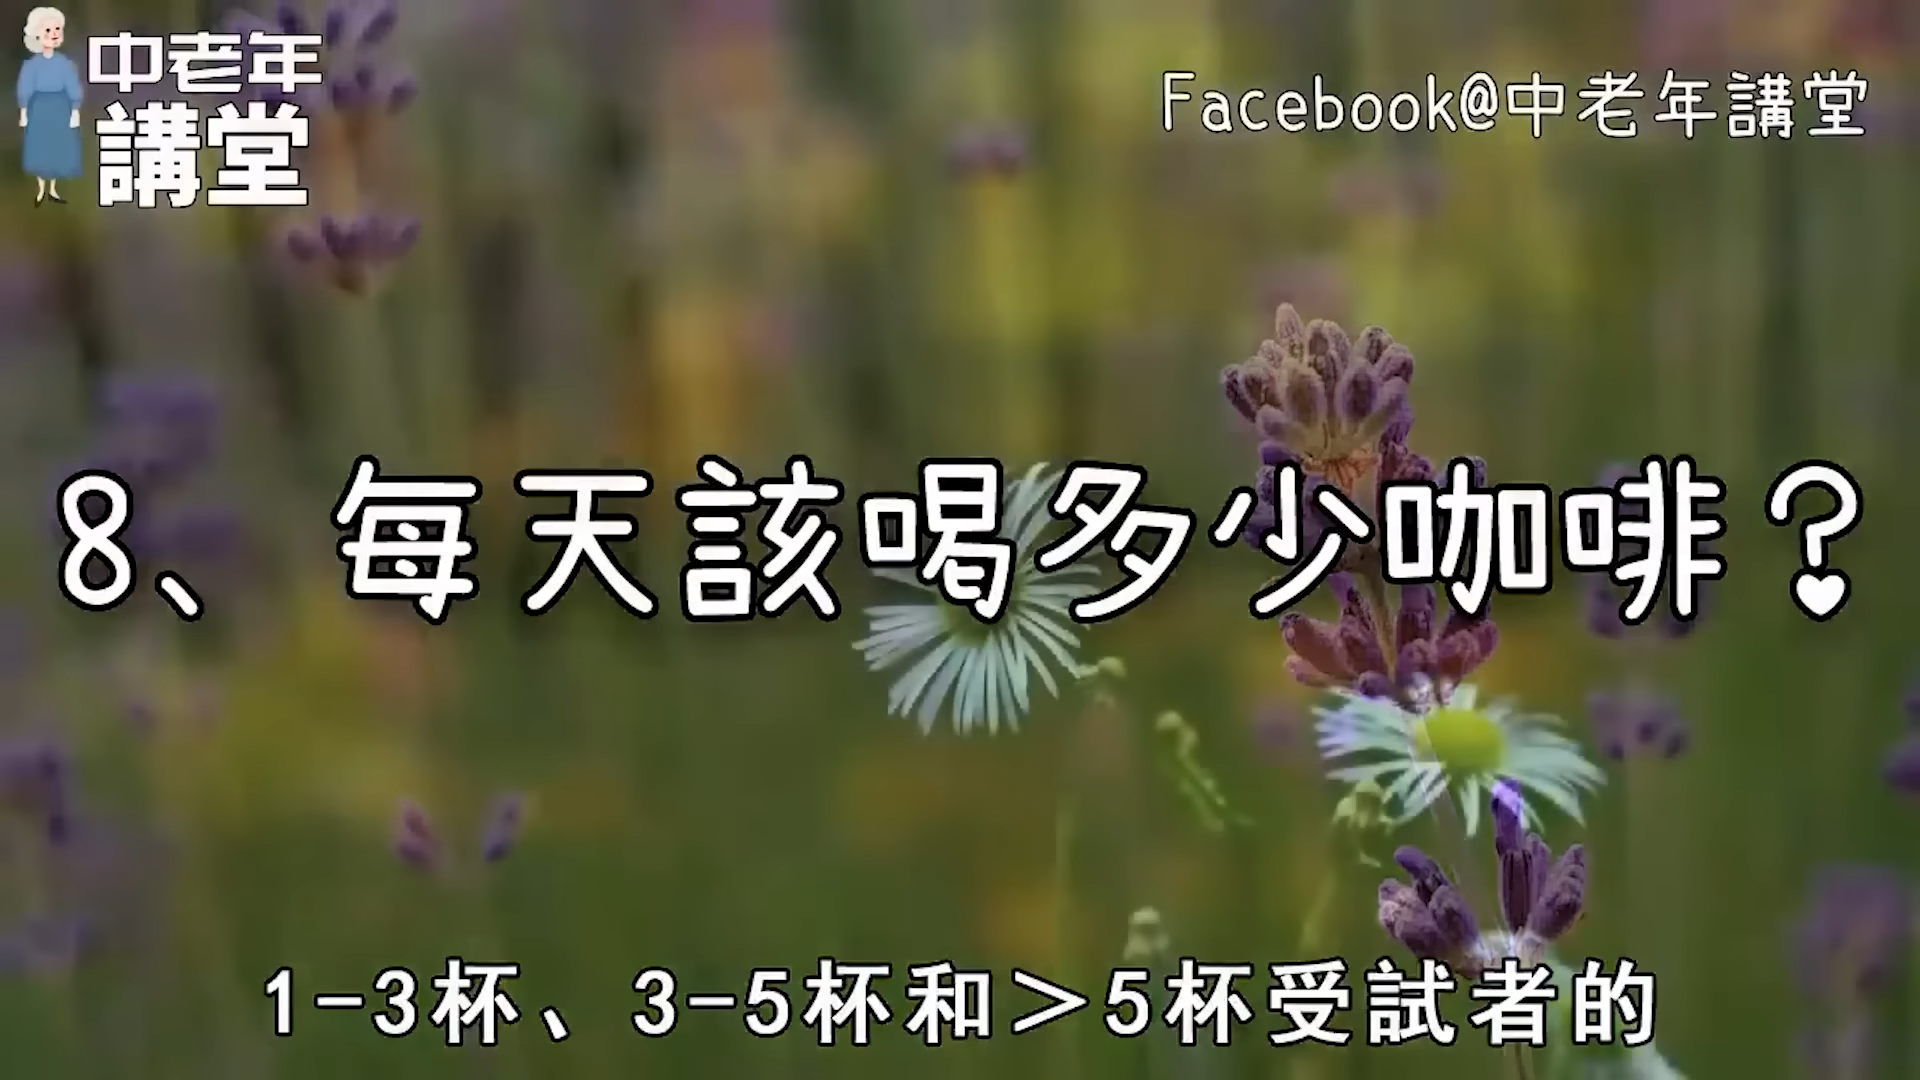 中老年
講堂
Facebook@中老年講堂
8、每天該喝多少咖啡？
1-3杯、3-5杯和＞5杯受試者的